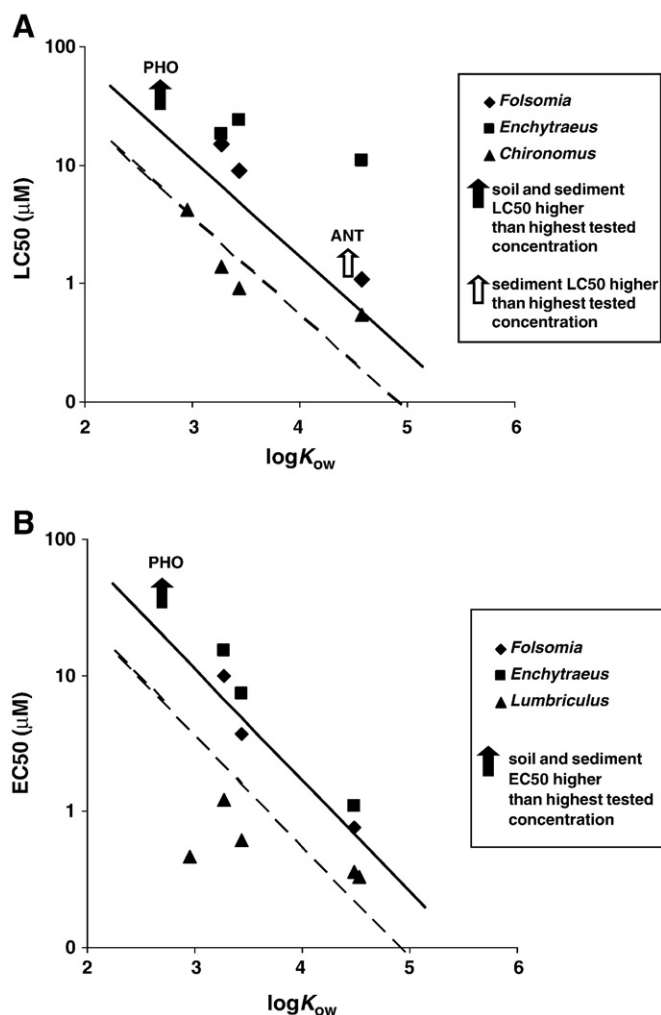 A
100
10
1
0
LC50 (μM)
2 3 4 5 6
logKow
PHO
ANT
Folsomia
Enchytraeus
Chironomus
soil and sediment
LC50 higher
than highest tested
concentration
sediment LC50 higher
than highest tested
concentration
B
100
10
1
0
EC50 (μM)
2 3 4 5 6
logKow
PHO
Folsomia
Enchytraeus
Lumbriculus
soil and sediment
EC50 higher
than highest tested
concentration